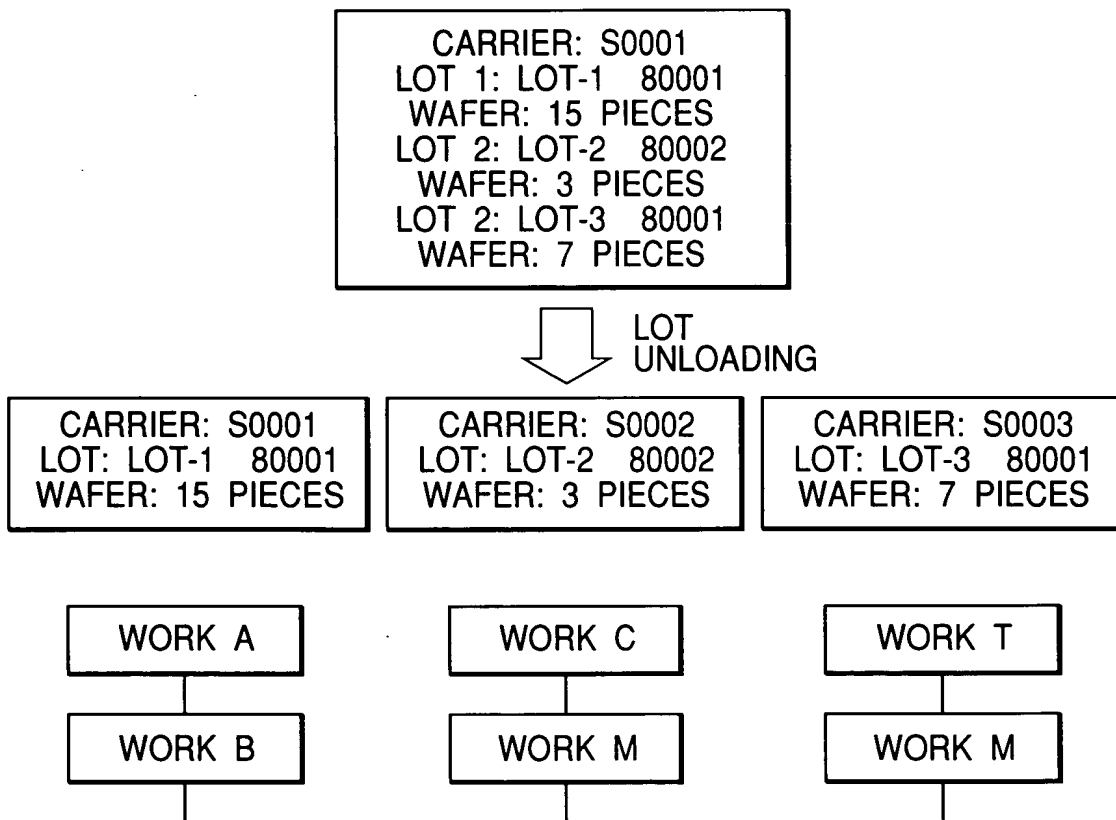 CARRIER: S0001
LOT 1: LOT-1 80001
WAFER: 15 PIECES
LOT 2: LOT-2 80002
WAFER: 3 PIECES
LOT 2: LOT-3 80001
WAFER: 7 PIECES
LOT
UNLOADING
CARRIER: S0001
LOT: LOT-1 80001
WAFER: 15 PIECES
CARRIER: S0002
LOT: LOT-2 80002
WAFER: 3 PIECES
CARRIER: S0003
LOT: LOT-3 80001
WAFER: 7 PIECES
WORK A
WORK C
WORK T
WORK B
WORK M
WORK M